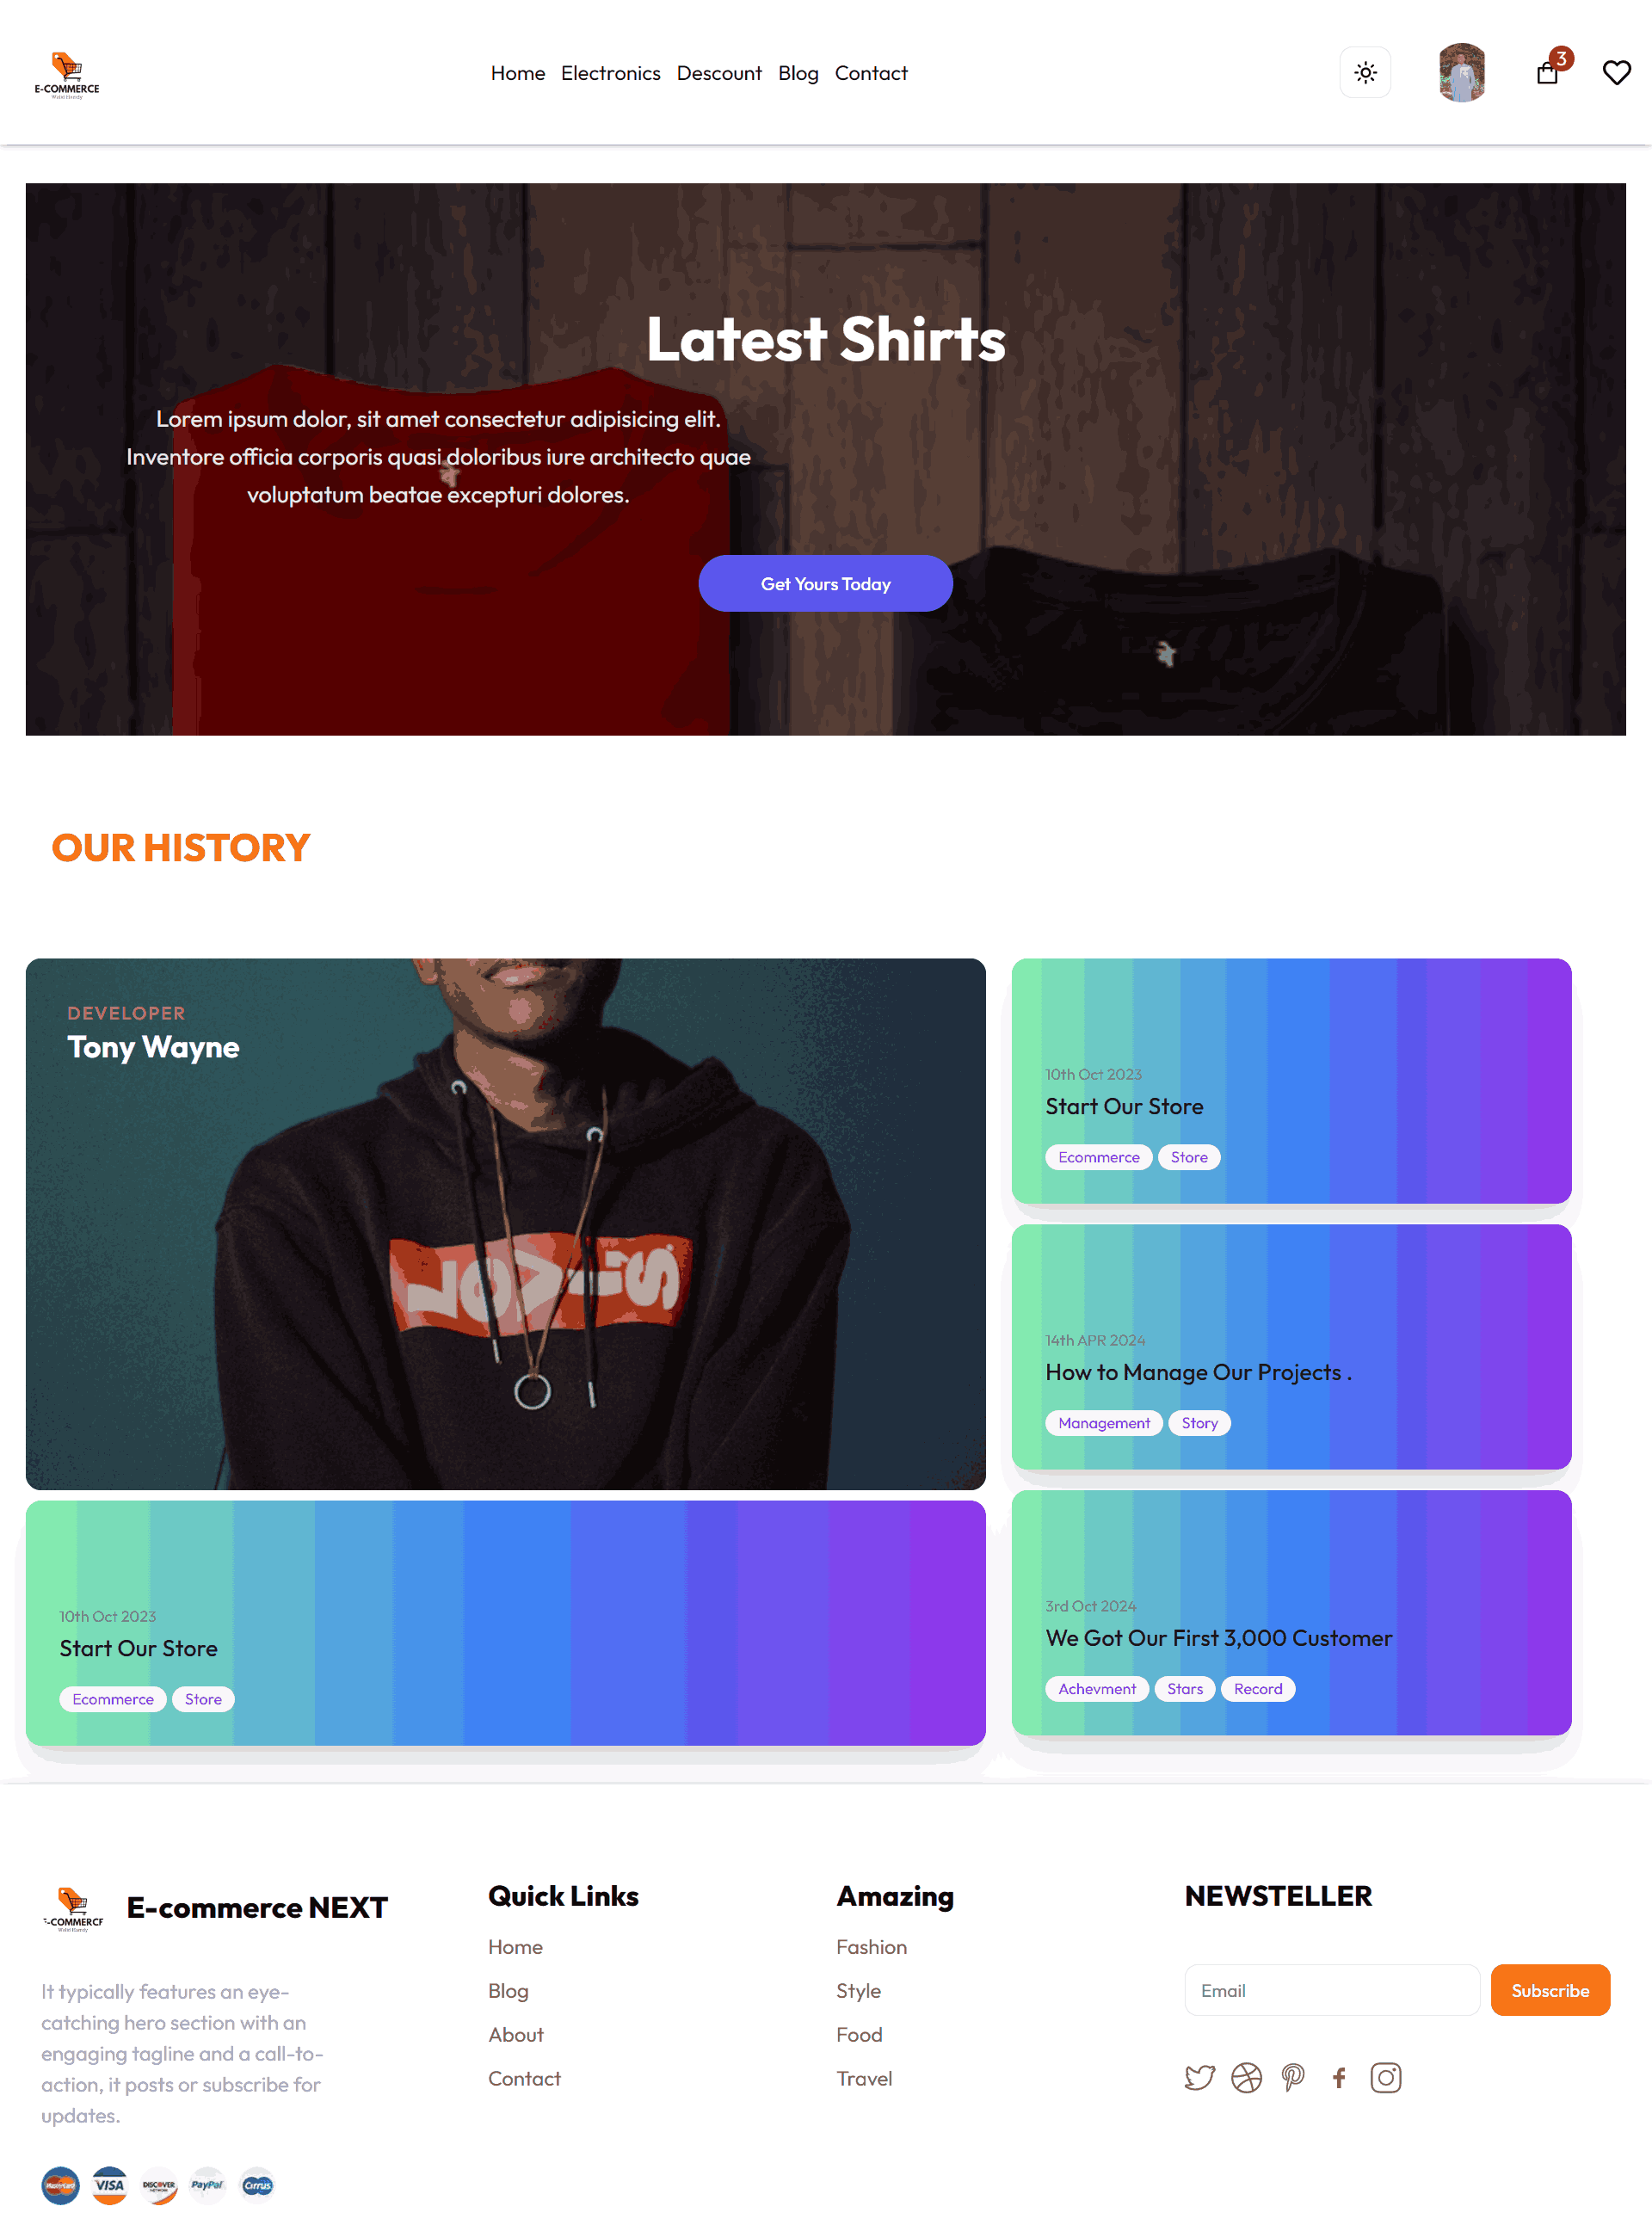 E-COMMERCE
Home Electronics Descount Blog Contact
3
Latest Shirts
Lorem ipsum dolor, sit amet consectetur adipisicing elit.
Inventore officia corporis quasi doloribus iure architecto quae
voluptatum beatae excepturi dolores.
Get Yours Today
OUR HISTORY
DEVELOPER
Tony Wayne
10th Oct 2023
Start Our Store
Ecommerce Store
14th APR 2024
How to Manage Our Projects .
Management Story
10th Oct 2023
Start Our Store
Ecommerce Store
3rd Oct 2024
We Got Our First 3,000 Customer
Achevment Stars Record
E-commerce NEXT
It typically features an eye-
catching hero section with an
engaging tagline and a call-to-
action, it posts or subscribe for
updates.
MasterCard VISA DISCOVER PayPal Cirrus
Quick Links
Home
Blog
About
Contact
Amazing
Fashion
Style
Food
Travel
NEWSTELLER
Email Subscribe